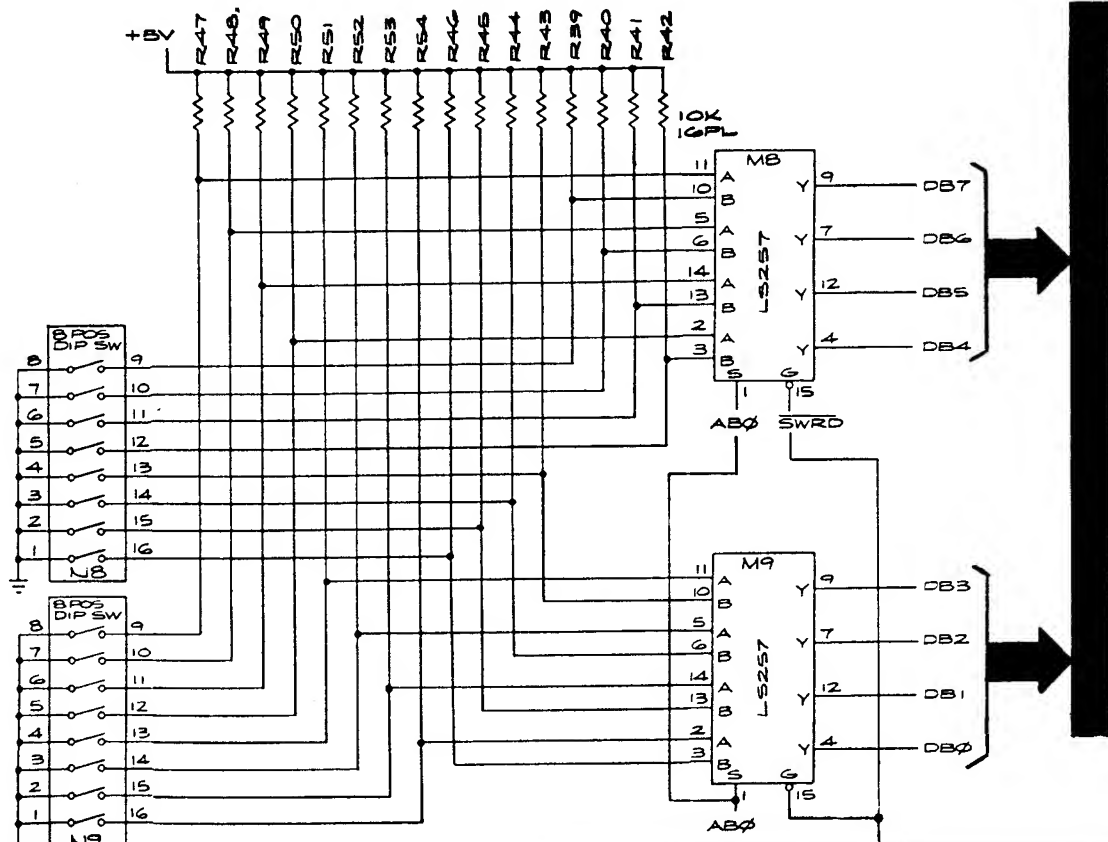 +5V
R47
R48
R49
R50
R51
R52
R53
R54
R46
R45
R44
R43
R39
R40
R41
R42
10K
16PL
M8
LS257
11 A
10 B
5 A
6 B
14 A
13 B
2 A
3 B
Y 9 DB7
Y 7 DB6
Y 12 DB5
Y 4 DB4
S G
1 15
ABØ SWRD
8 POS
DIP SW
8 9
7 10
6 11
5 12
4 13
3 14
2 15
1 16
N8
8 POS
DIP SW
8 9
7 10
6 11
5 12
4 13
3 14
2 15
1 16
N9
M9
LS257
11 A
10 B
5 A
6 B
14 A
13 B
2 A
3 B
Y 9 DB3
Y 7 DB2
Y 12 DB1
Y 4 DBØ
S G
1 15
ABØ